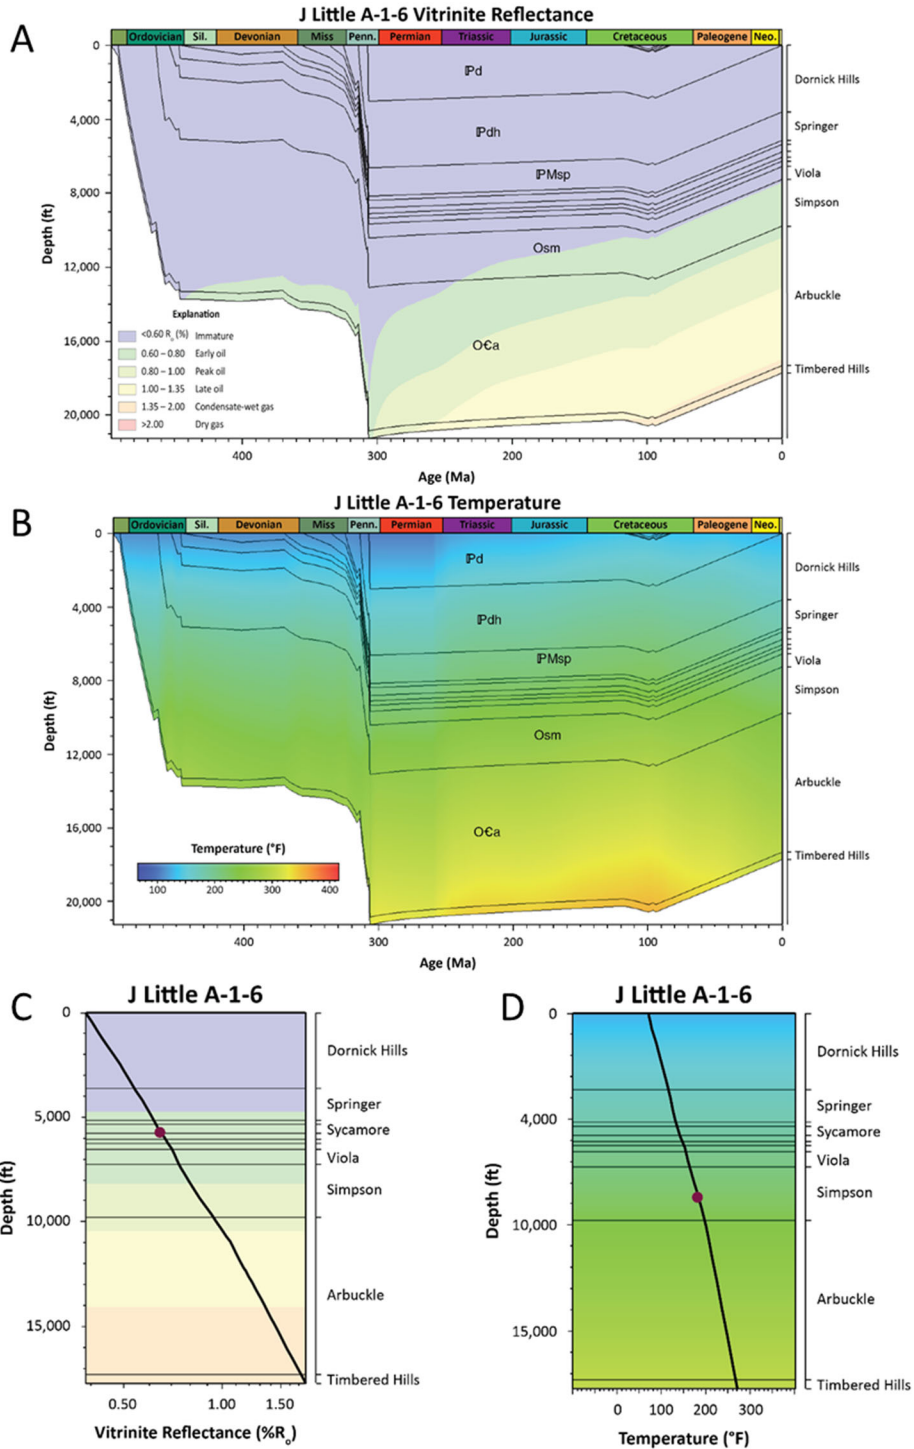 J Little A-1-6 Vitrinite Reflectance
A
Ordovician Sil. Devonian Miss Penn. Permian Triassic Jurassic Cretaceous Paleogene Neo.
0
4,000
8,000
12,000
16,000
20,000
Depth (ft)
ℙd
ℙdh
ℙMsp
Osm
OЄa
Dornick Hills
Springer
Viola
Simpson
Arbuckle
Timbered Hills
Explanation
<0.60 Rₒ (%) Immature
0.60 – 0.80 Early oil
0.80 – 1.00 Peak oil
1.00 – 1.35 Late oil
1.35 – 2.00 Condensate-wet gas
>2.00 Dry gas
400 300 200 100 0
Age (Ma)
J Little A-1-6 Temperature
B
Ordovician Sil. Devonian Miss Penn. Permian Triassic Jurassic Cretaceous Paleogene Neo.
0
4,000
8,000
12,000
16,000
20,000
Depth (ft)
ℙd
ℙdh
ℙMsp
Osm
OЄa
Dornick Hills
Springer
Viola
Simpson
Arbuckle
Timbered Hills
Temperature (°F)
100 200 300 400
400 300 200 100 0
Age (Ma)
C
J Little A-1-6
0
5,000
10,000
15,000
Depth (ft)
Dornick Hills
Springer
Sycamore
Viola
Simpson
Arbuckle
Timbered Hills
0.50 1.00 1.50
Vitrinite Reflectance (%Rₒ)
D
J Little A-1-6
0
4,000
10,000
15,000
Depth (ft)
Dornick Hills
Springer
Sycamore
Viola
Simpson
Arbuckle
Timbered Hills
0 100 200 300
Temperature (°F)